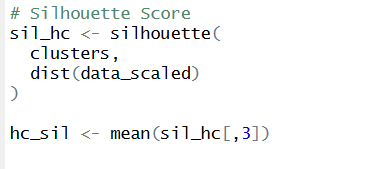 # Silhouette Score
sil_hc <- silhouette(
  clusters,
  dist(data_scaled)
)

hc_sil <- mean(sil_hc[,3])